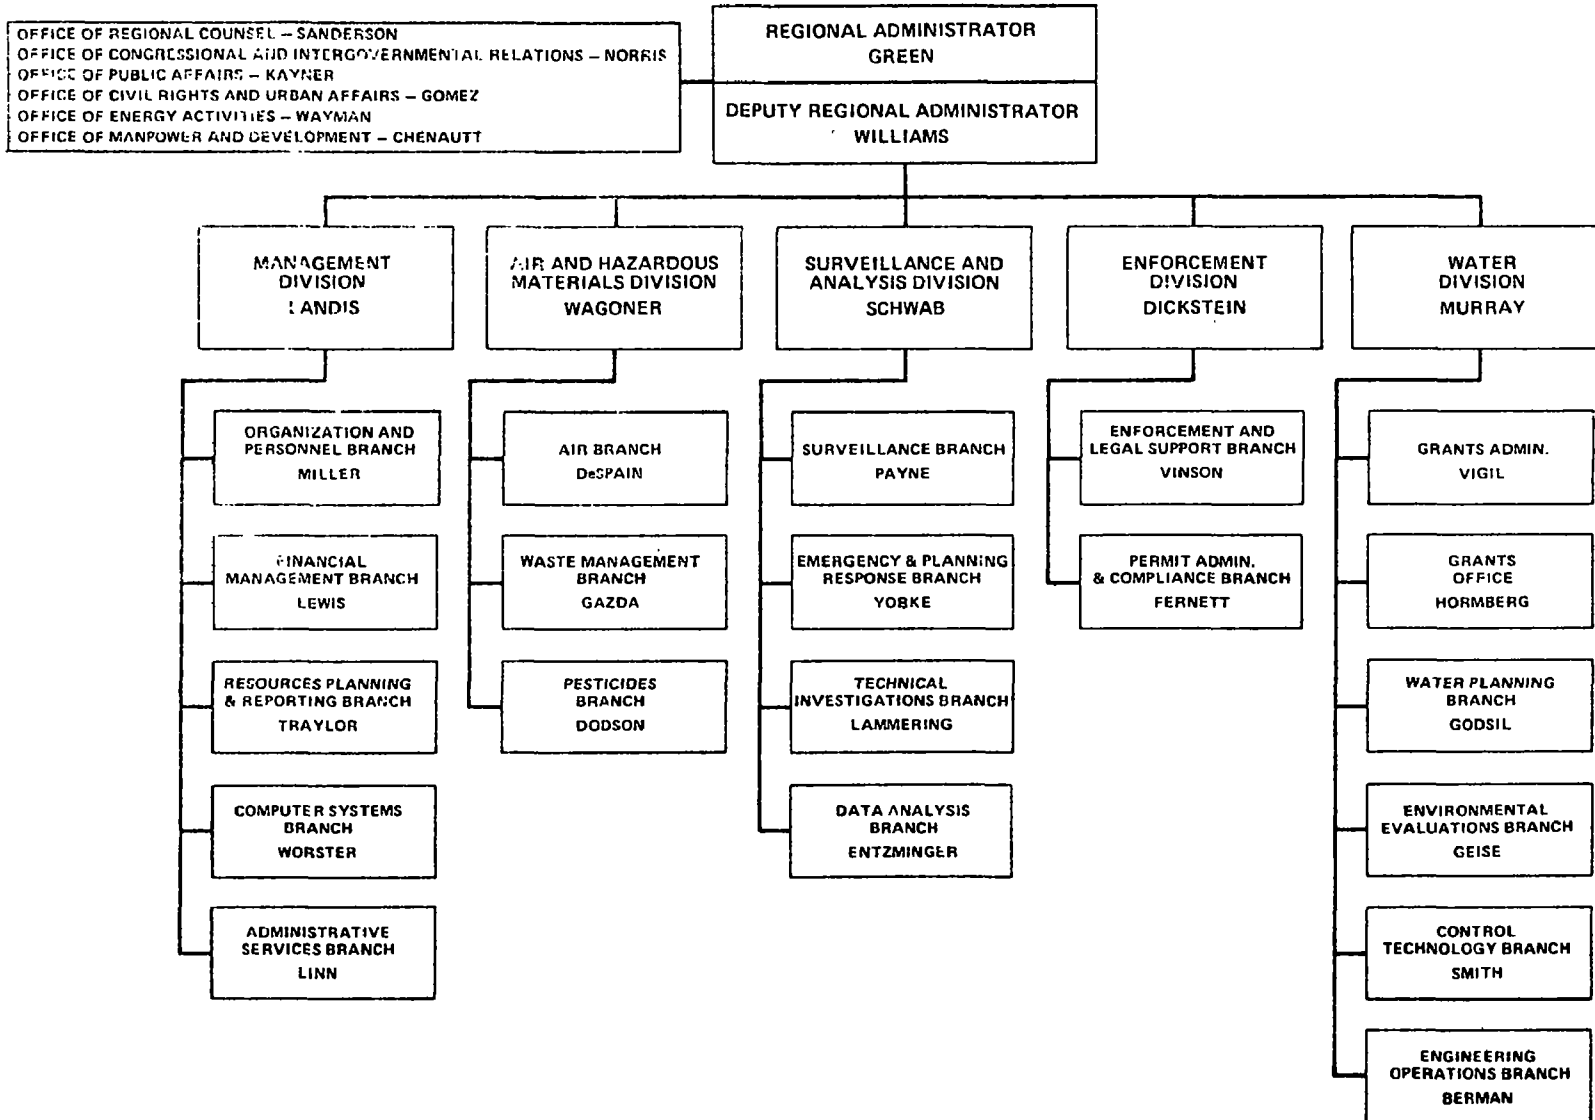 OFFICE OF REGIONAL COUNSEL – SANDERSON
OFFICE OF CONGRESSIONAL AND INTERGOVERNMENTAL RELATIONS – NORRIS
OFFICE OF PUBLIC AFFAIRS – KAYNER
OFFICE OF CIVIL RIGHTS AND URBAN AFFAIRS – GOMEZ
OFFICE OF ENERGY ACTIVITIES – WAYMAN
OFFICE OF MANPOWER AND DEVELOPMENT – CHENAUTT
REGIONAL ADMINISTRATOR
GREEN
DEPUTY REGIONAL ADMINISTRATOR
WILLIAMS
MANAGEMENT
DIVISION
LANDIS
AIR AND HAZARDOUS
MATERIALS DIVISION
WAGONER
SURVEILLANCE AND
ANALYSIS DIVISION
SCHWAB
ENFORCEMENT
DIVISION
DICKSTEIN
WATER
DIVISION
MURRAY
ORGANIZATION AND
PERSONNEL BRANCH
MILLER
FINANCIAL
MANAGEMENT BRANCH
LEWIS
RESOURCES PLANNING
& REPORTING BRANCH
TRAYLOR
COMPUTER SYSTEMS
BRANCH
WORSTER
ADMINISTRATIVE
SERVICES BRANCH
LINN
AIR BRANCH
DeSPAIN
WASTE MANAGEMENT
BRANCH
GAZDA
PESTICIDES
BRANCH
DODSON
SURVEILLANCE BRANCH
PAYNE
EMERGENCY & PLANNING
RESPONSE BRANCH
YORKE
TECHNICAL
INVESTIGATIONS BRANCH
LAMMERING
DATA ANALYSIS
BRANCH
ENTZMINGER
ENFORCEMENT AND
LEGAL SUPPORT BRANCH
VINSON
PERMIT ADMIN.
& COMPLIANCE BRANCH
FERNETT
GRANTS ADMIN.
VIGIL
GRANTS
OFFICE
HORMBERG
WATER PLANNING
BRANCH
GODSIL
ENVIRONMENTAL
EVALUATIONS BRANCH
GEISE
CONTROL
TECHNOLOGY BRANCH
SMITH
ENGINEERING
OPERATIONS BRANCH
BERMAN